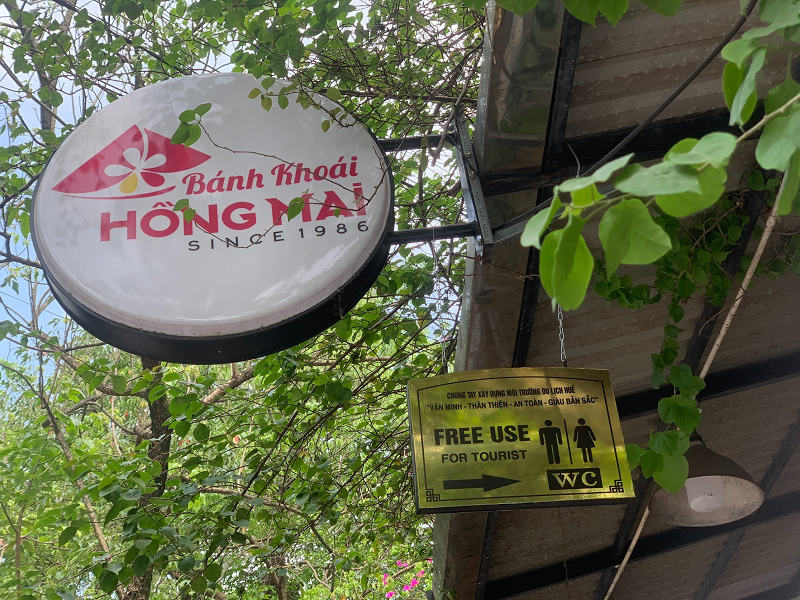 Bánh Khoái
HỒNG MAI
SINCE 1986
CHUNG TAY XÂY DỰNG MÔI TRƯỜNG DU LỊCH HUẾ
"VĂN MINH - THÂN THIỆN - AN TOÀN - GIÀU BẢN SẮC"
FREE USE
FOR TOURIST
WC